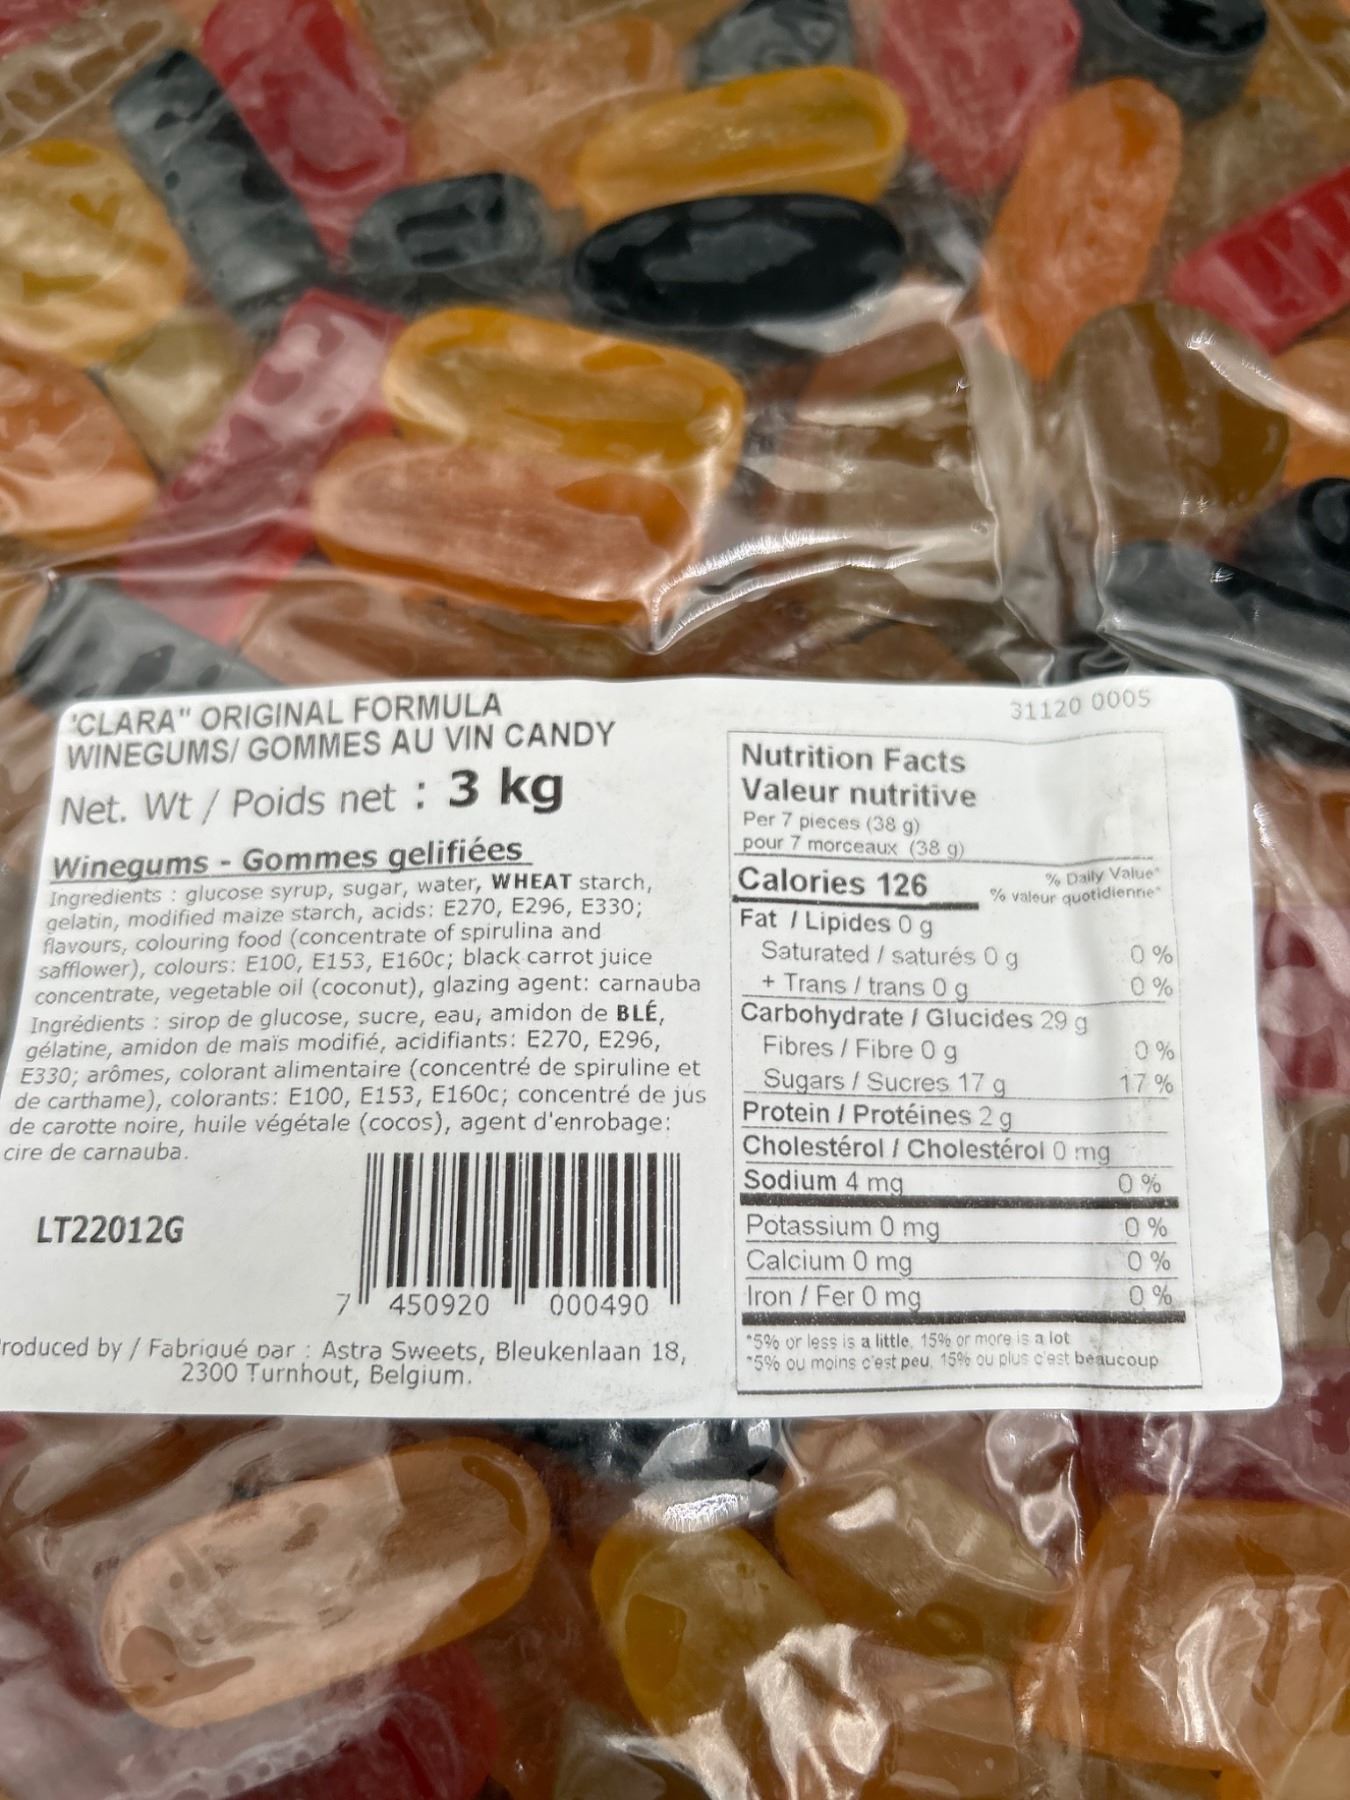 "CLARA" ORIGINAL FORMULA
WINEGUMS/ GOMMES AU VIN CANDY
Net. Wt / Poids net : 3 kg
Winegums - Gommes gelifiées
Ingredients : glucose syrup, sugar, water, WHEAT starch,
gelatin, modified maize starch, acids: E270, E296, E330;
flavours, colouring food (concentrate of spirulina and
safflower), colours: E100, E153, E160c; black carrot juice
concentrate, vegetable oil (coconut), glazing agent: carnauba
Ingrédients : sirop de glucose, sucre, eau, amidon de BLÉ,
gélatine, amidon de maïs modifié, acidifiants: E270, E296,
E330; arômes, colorant alimentaire (concentré de spiruline et
de carthame), colorants: E100, E153, E160c; concentré de jus
de carotte noire, huile végétale (cocos), agent d'enrobage:
cire de carnauba.
LT22012G
7 450920 000490
Produced by / Fabriqué par : Astra Sweets, Bleukenlaan 18,
2300 Turnhout, Belgium.
31120 0005
Nutrition Facts
Valeur nutritive
Per 7 pieces (38 g)
pour 7 morceaux (38 g)
Calories 126
% Daily Value*
% valeur quotidienne*
Fat / Lipides 0 g
Saturated / saturés 0 g 0 %
+ Trans / trans 0 g 0 %
Carbohydrate / Glucides 29 g
Fibres / Fibre 0 g 0 %
Sugars / Sucres 17 g 17 %
Protein / Protéines 2 g
Cholestérol / Cholestérol 0 mg
Sodium 4 mg 0 %
Potassium 0 mg 0 %
Calcium 0 mg 0 %
Iron / Fer 0 mg 0 %
*5% or less is a little, 15% or more is a lot
*5% ou moins c'est peu, 15% ou plus c'est beaucoup